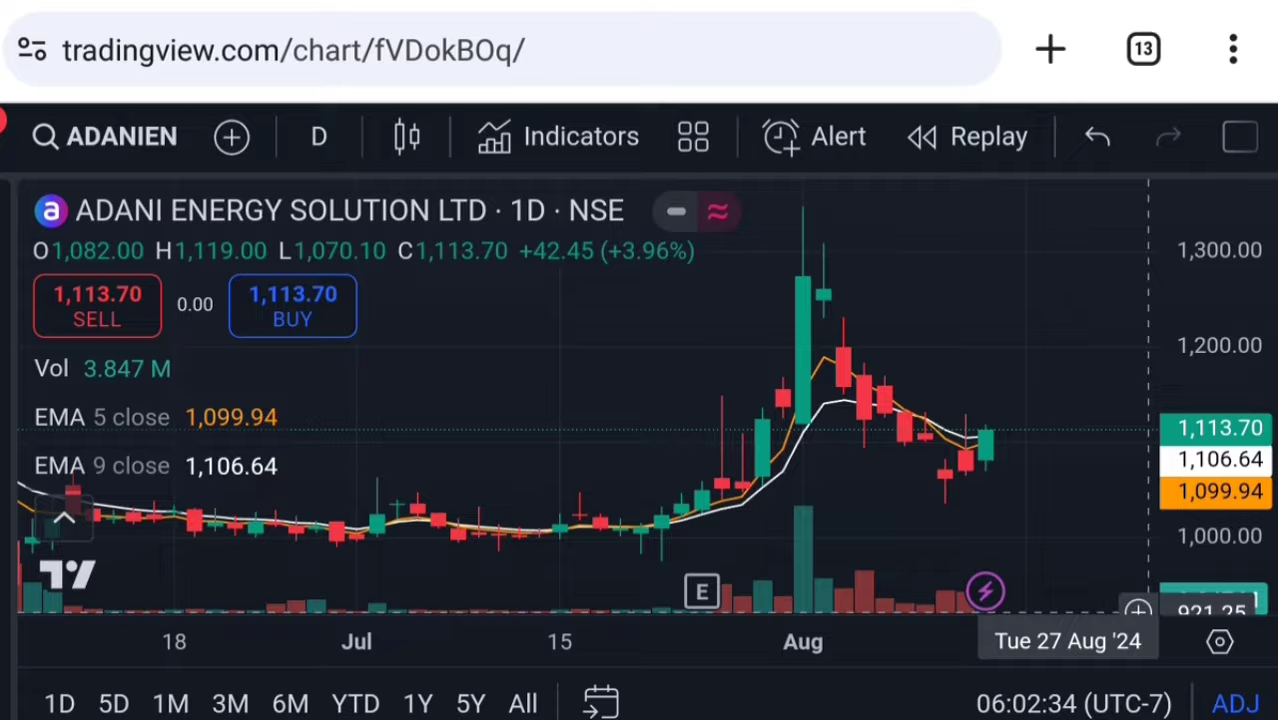 tradingview.com/chart/fVDokBOq/
13
ADANIEN
D
Indicators
Alert
Replay
a ADANI ENERGY SOLUTION LTD · 1D · NSE
O1,082.00 H1,119.00 L1,070.10 C1,113.70 +42.45 (+3.96%)
1,300.00
1,113.70
SELL
0.00
1,113.70
BUY
1,200.00
Vol 3.847 M
EMA 5 close 1,099.94
1,113.70
EMA 9 close 1,106.64
1,106.64
1,099.94
1,000.00
E
921.25
18 Jul 15 Aug Tue 27 Aug '24
1D 5D 1M 3M 6M YTD 1Y 5Y All 06:02:34 (UTC-7) ADJ